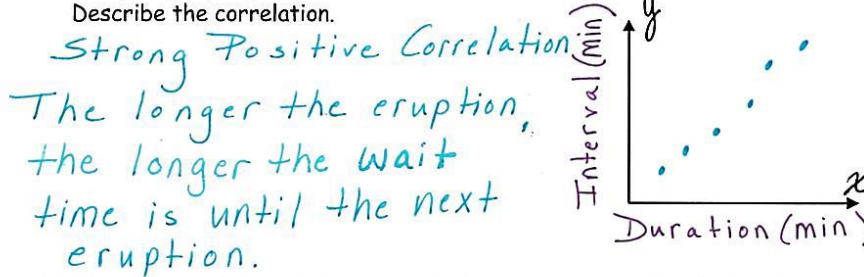 Describe the correlation.
Strong Positive Correlation.
The longer the eruption,
the longer the wait
time is until the next
eruption.
y
Interval (min)
x
Duration (min)